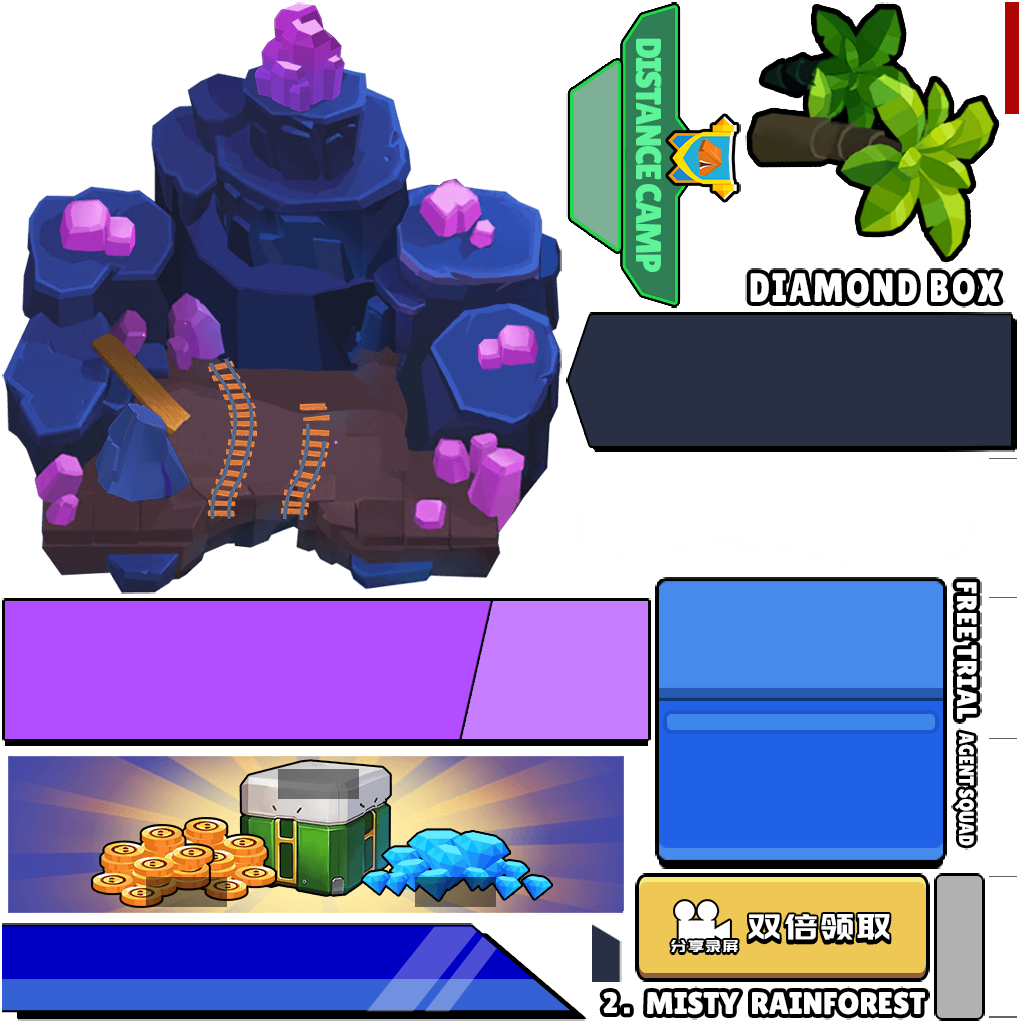 DISTANCE CAMP
DIAMOND BOX
FREE TRIAL
AGENT SQUAD
双倍领取
分享录屏
2. MISTY RAINFOREST